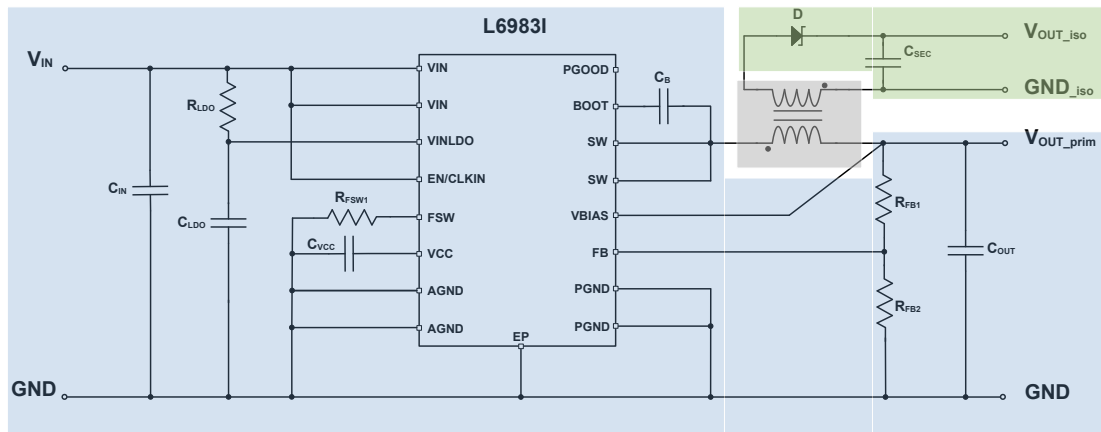 L6983I
D
VOUT_iso
CSEC
GND_iso
VIN
VIN
PGOOD
CB
RLDO
VIN
BOOT
VINLDO
SW
VOUT_prim
CIN
EN/CLKIN
SW
RFSW1
RFB1
CLDO
FSW
VBIAS
CVCC
VCC
FB
COUT
AGND
PGND
RFB2
AGND
PGND
EP
GND
GND